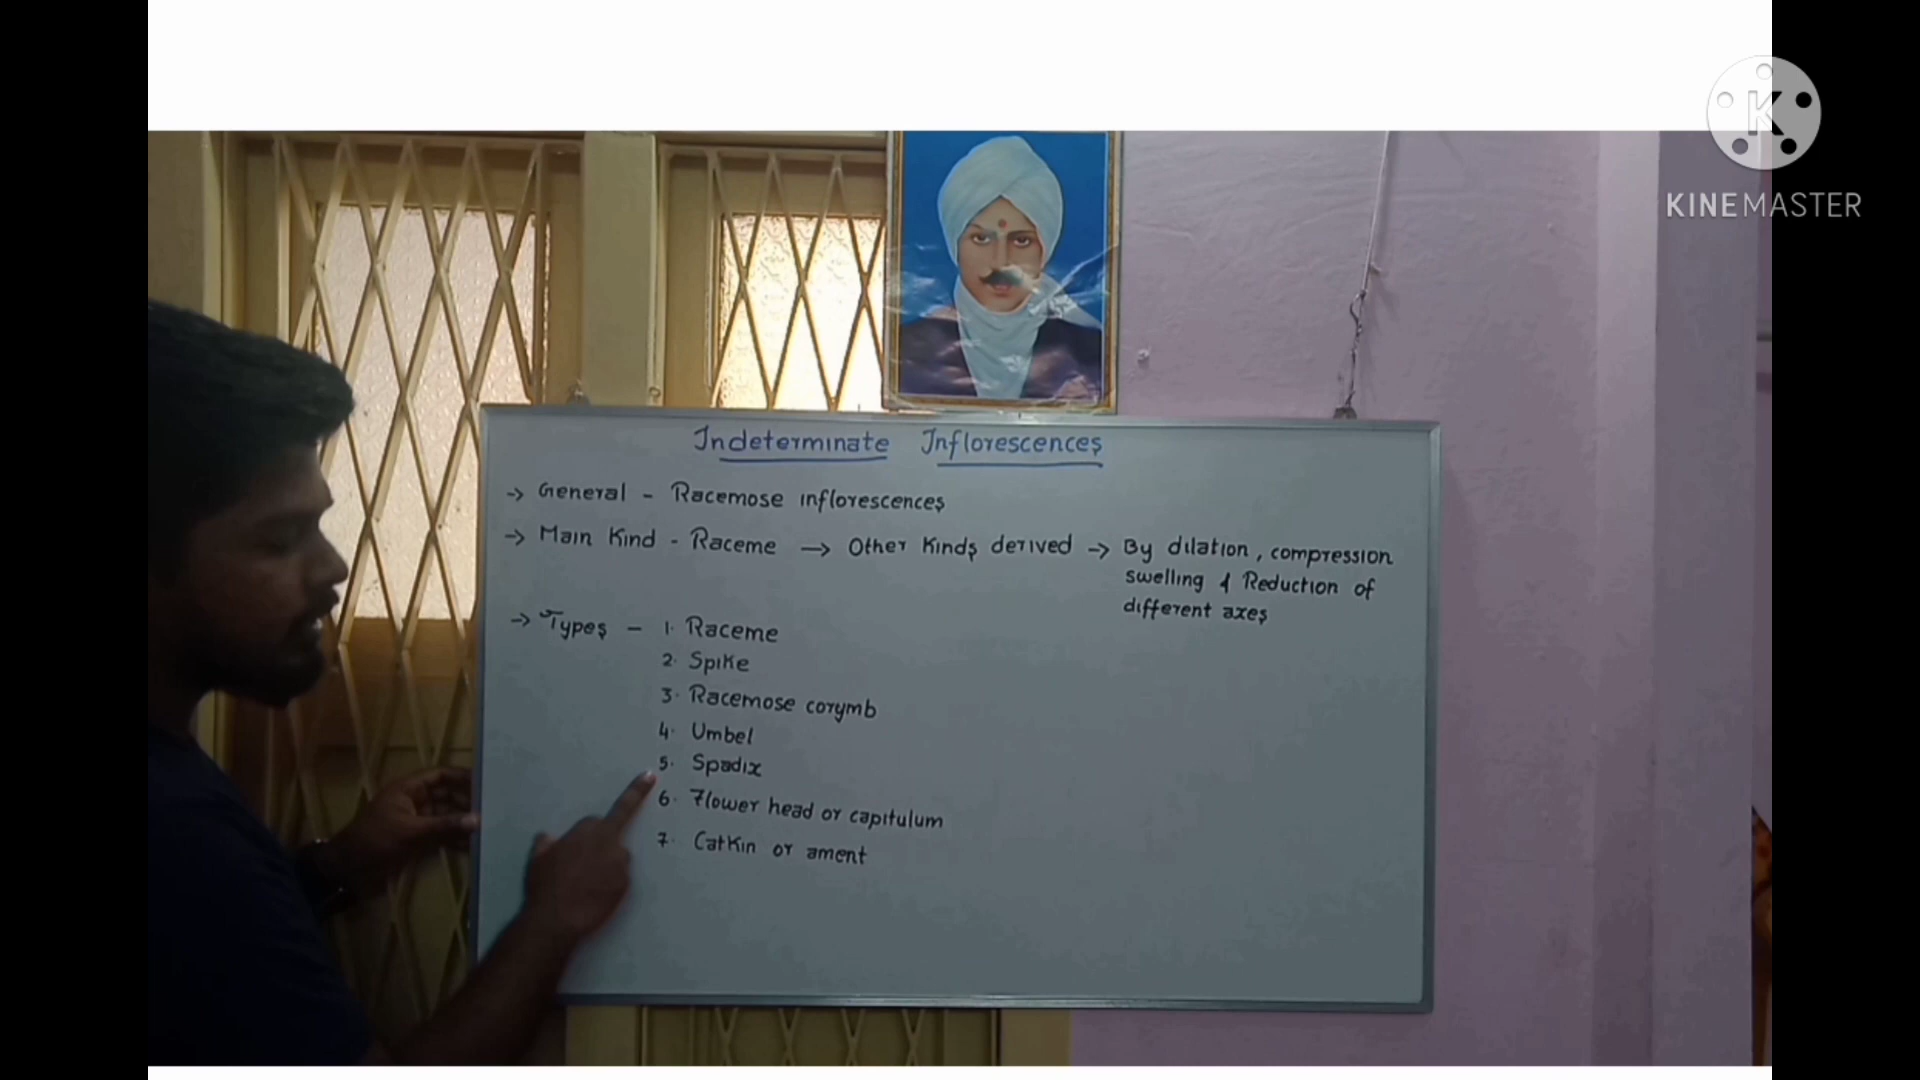 KINEMASTER
Indeterminate Inflorescences
-> General - Racemose inflorescences
-> Main Kind - Raceme -> Other Kinds derived -> By dilation, compression
swelling & Reduction of
different axes
-> Types - 1. Raceme
2. Spike
3. Racemose corymb
4. Umbel
5. Spadix
6. Flower head or capitulum
7. Catkin or ament